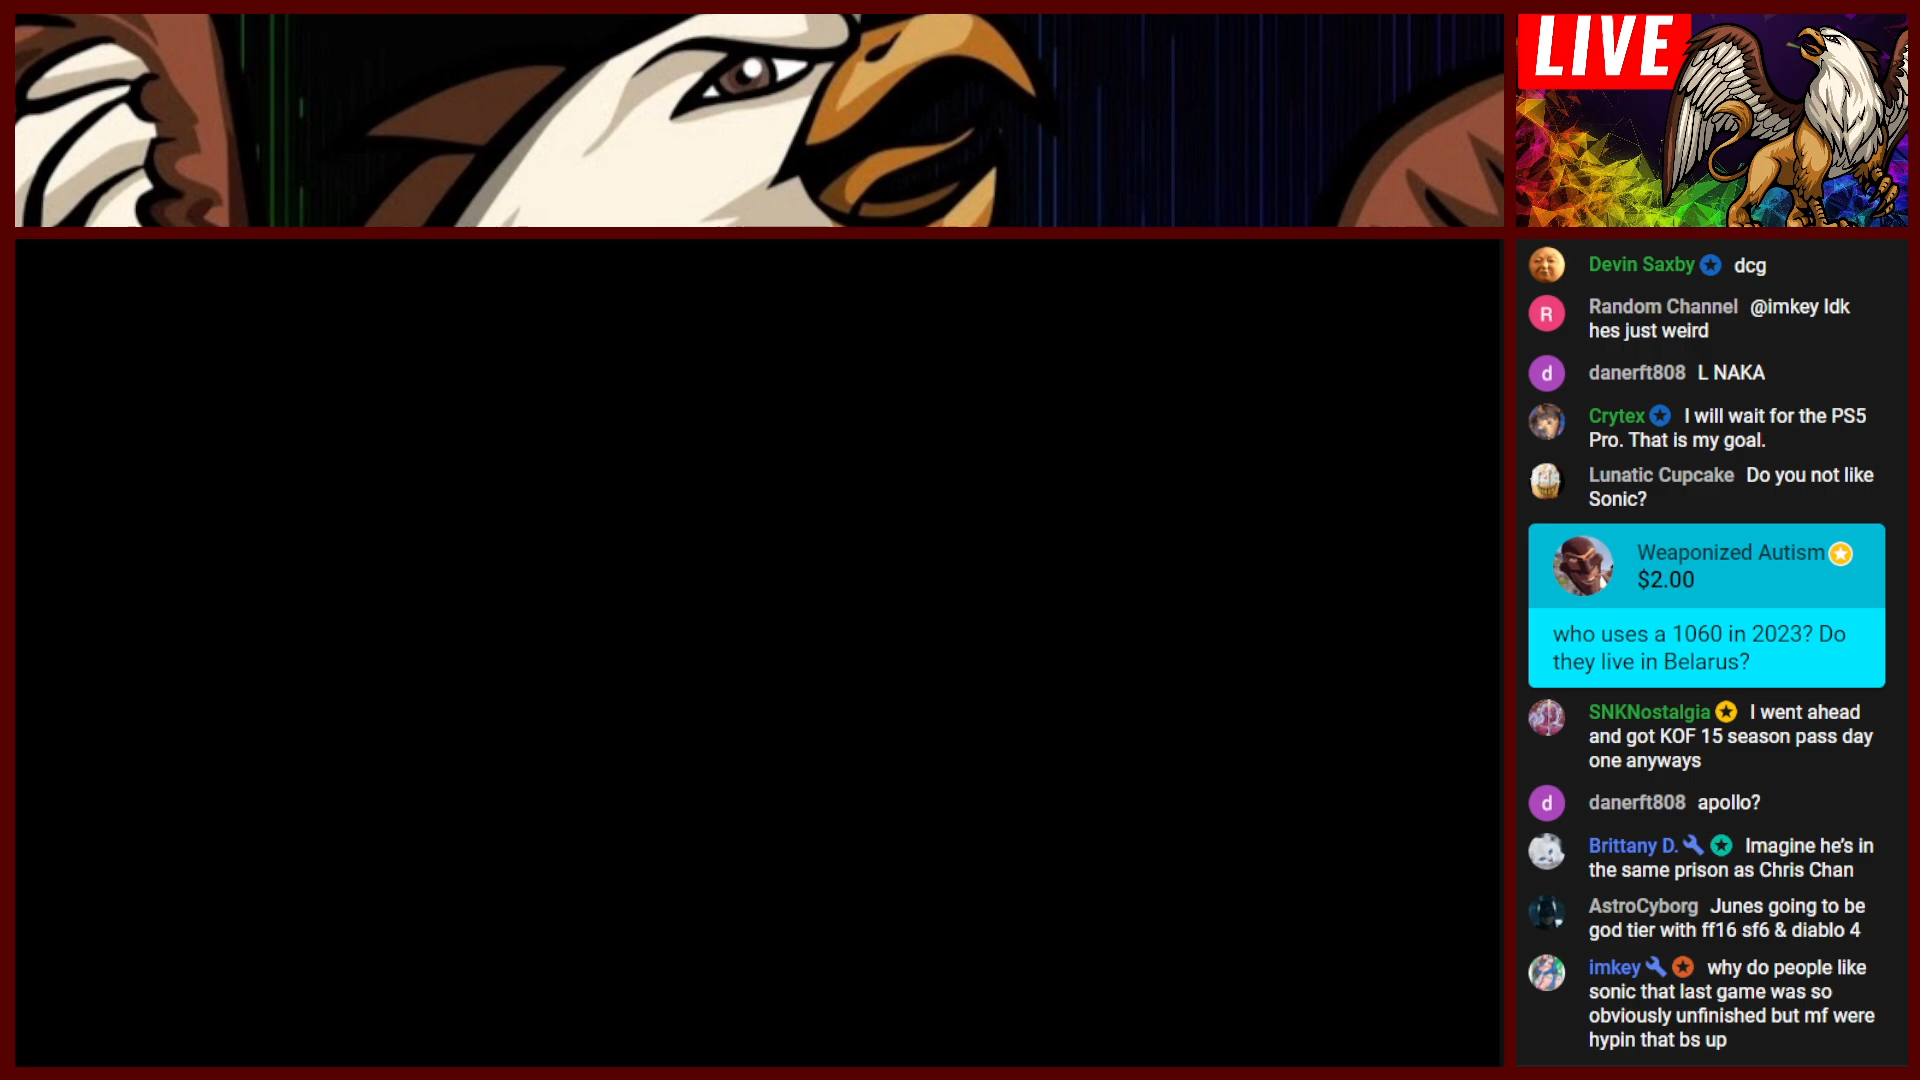 LIVE
Devin Saxby dcg
Random Channel @imkey Idk
hes just weird
danerft808 L NAKA
Crytex I will wait for the PS5
Pro. That is my goal.
Lunatic Cupcake Do you not like
Sonic?
Weaponized Autism
$2.00
who uses a 1060 in 2023? Do
they live in Belarus?
SNKNostalgia I went ahead
and got KOF 15 season pass day
one anyways
danerft808 apollo?
Brittany D. Imagine he's in
the same prison as Chris Chan
AstroCyborg Junes going to be
god tier with ff16 sf6 & diablo 4
imkey why do people like
sonic that last game was so
obviously unfinished but mf were
hypin that bs up
R
d
d